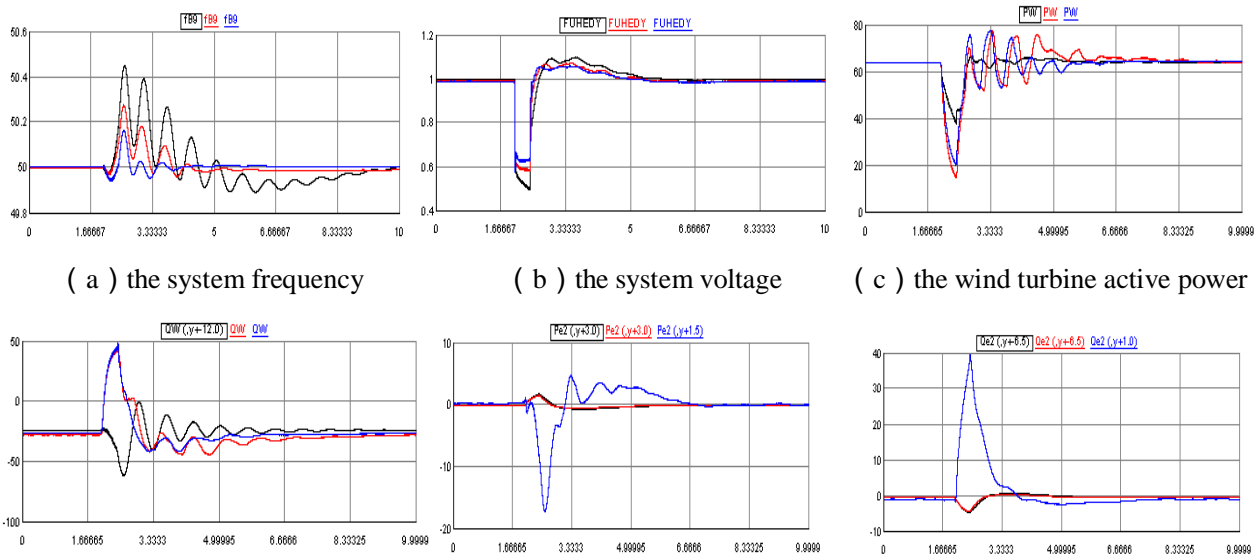 fB9 fB9 fB9
50.6
50.4
50.2
50
49.8
0 1.66667 3.33333 5 6.66667 8.33333 10
FUHEDY FUHEDY FUHEDY
1.2
1
0.8
0.6
0.4
0 1.66667 3.33333 5 6.66667 8.33333 10
PW PW PW
80
60
40
20
0
0 1.66665 3.3333 4.99995 6.6666 8.33325 9.9999
( a ) the system frequency
( b ) the system voltage
( c ) the wind turbine active power
QW (,y+-12.0) QW QW
50
0
-50
-100
0 1.66665 3.3333 4.99995 6.6666 8.33325 9.9999
Pe2 (,y+3.0) Pe2 (,y+3.0) Pe2 (,y+1.5)
10
0
-10
-20
0 1.66665 3.3333 4.99995 6.6666 8.33325 9.9999
Qe2 (,y+-6.5) Qe2 (,y+-6.5) Qe2 (,y+1.0)
40
30
20
10
0
-10
0 1.66665 3.3333 4.99995 6.6666 8.33325 9.9999